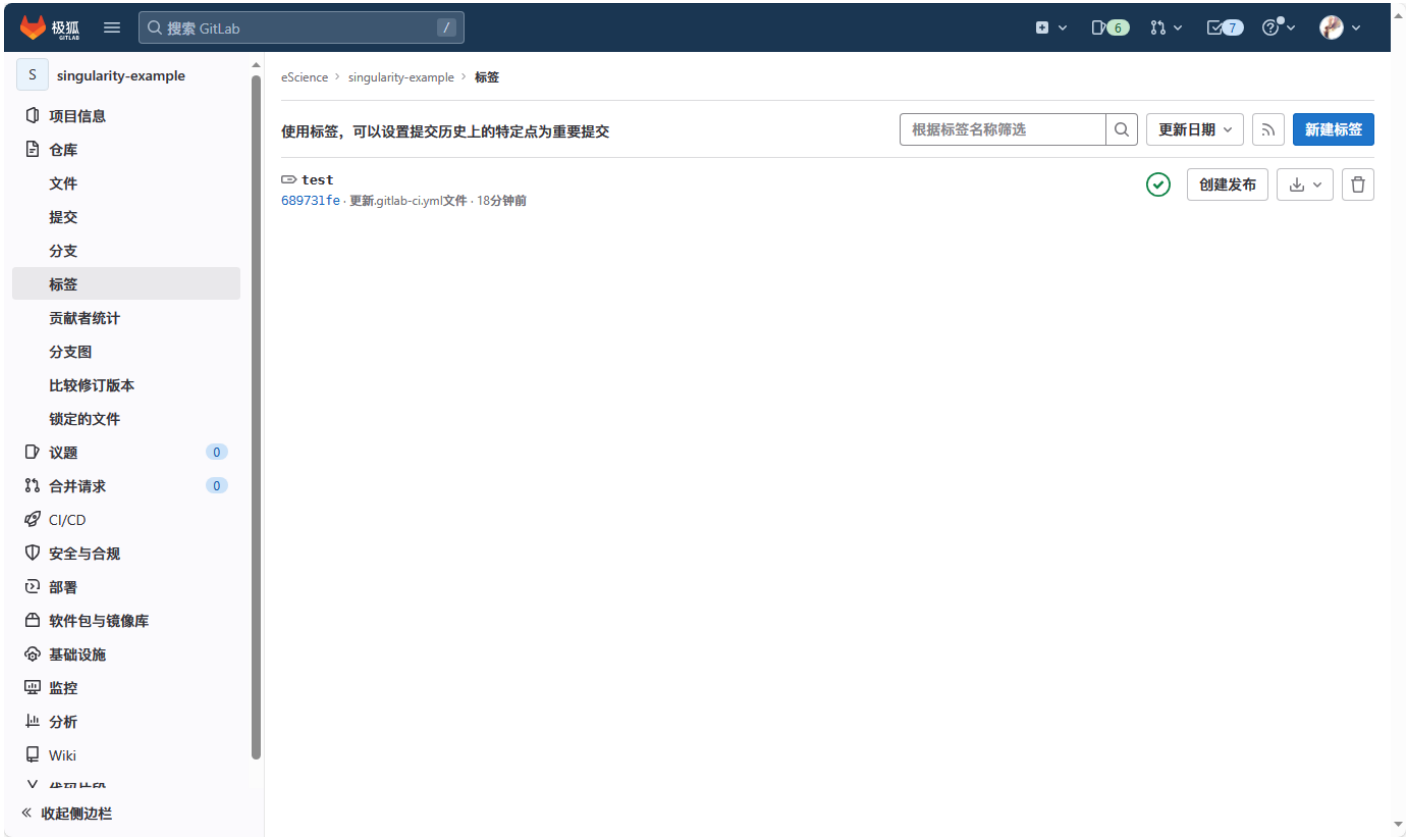 极狐
GITLAB
搜索 GitLab
/
6
7
S singularity-example
项目信息
仓库
文件
提交
分支
标签
贡献者统计
分支图
比较修订版本
锁定的文件
议题 0
合并请求 0
CI/CD
安全与合规
部署
软件包与镜像库
基础设施
监控
分析
Wiki
代码片段
收起侧边栏
eScience › singularity-example › 标签
使用标签，可以设置提交历史上的特定点为重要提交
根据标签名称筛选
更新日期
新建标签
test
689731fe · 更新.gitlab-ci.yml文件 · 18分钟前
创建发布